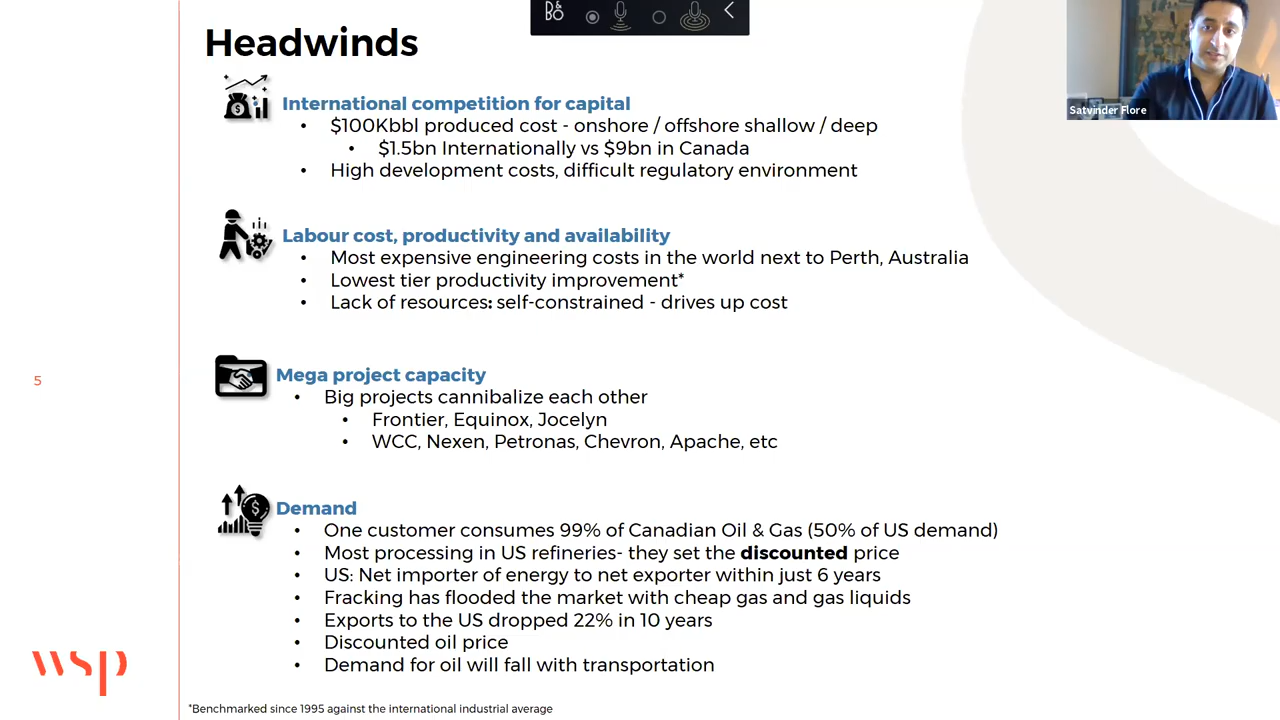 B&O
Headwinds
Satvinder Flore
International competition for capital
• $100Kbbl produced cost - onshore / offshore shallow / deep
• $1.5bn Internationally vs $9bn in Canada
• High development costs, difficult regulatory environment
Labour cost, productivity and availability
• Most expensive engineering costs in the world next to Perth, Australia
• Lowest tier productivity improvement*
• Lack of resources: self-constrained - drives up cost
Mega project capacity
• Big projects cannibalize each other
• Frontier, Equinox, Jocelyn
• WCC, Nexen, Petronas, Chevron, Apache, etc
5
Demand
• One customer consumes 99% of Canadian Oil & Gas (50% of US demand)
• Most processing in US refineries- they set the discounted price
• US: Net importer of energy to net exporter within just 6 years
• Fracking has flooded the market with cheap gas and gas liquids
• Exports to the US dropped 22% in 10 years
• Discounted oil price
• Demand for oil will fall with transportation
wsp
*Benchmarked since 1995 against the international industrial average